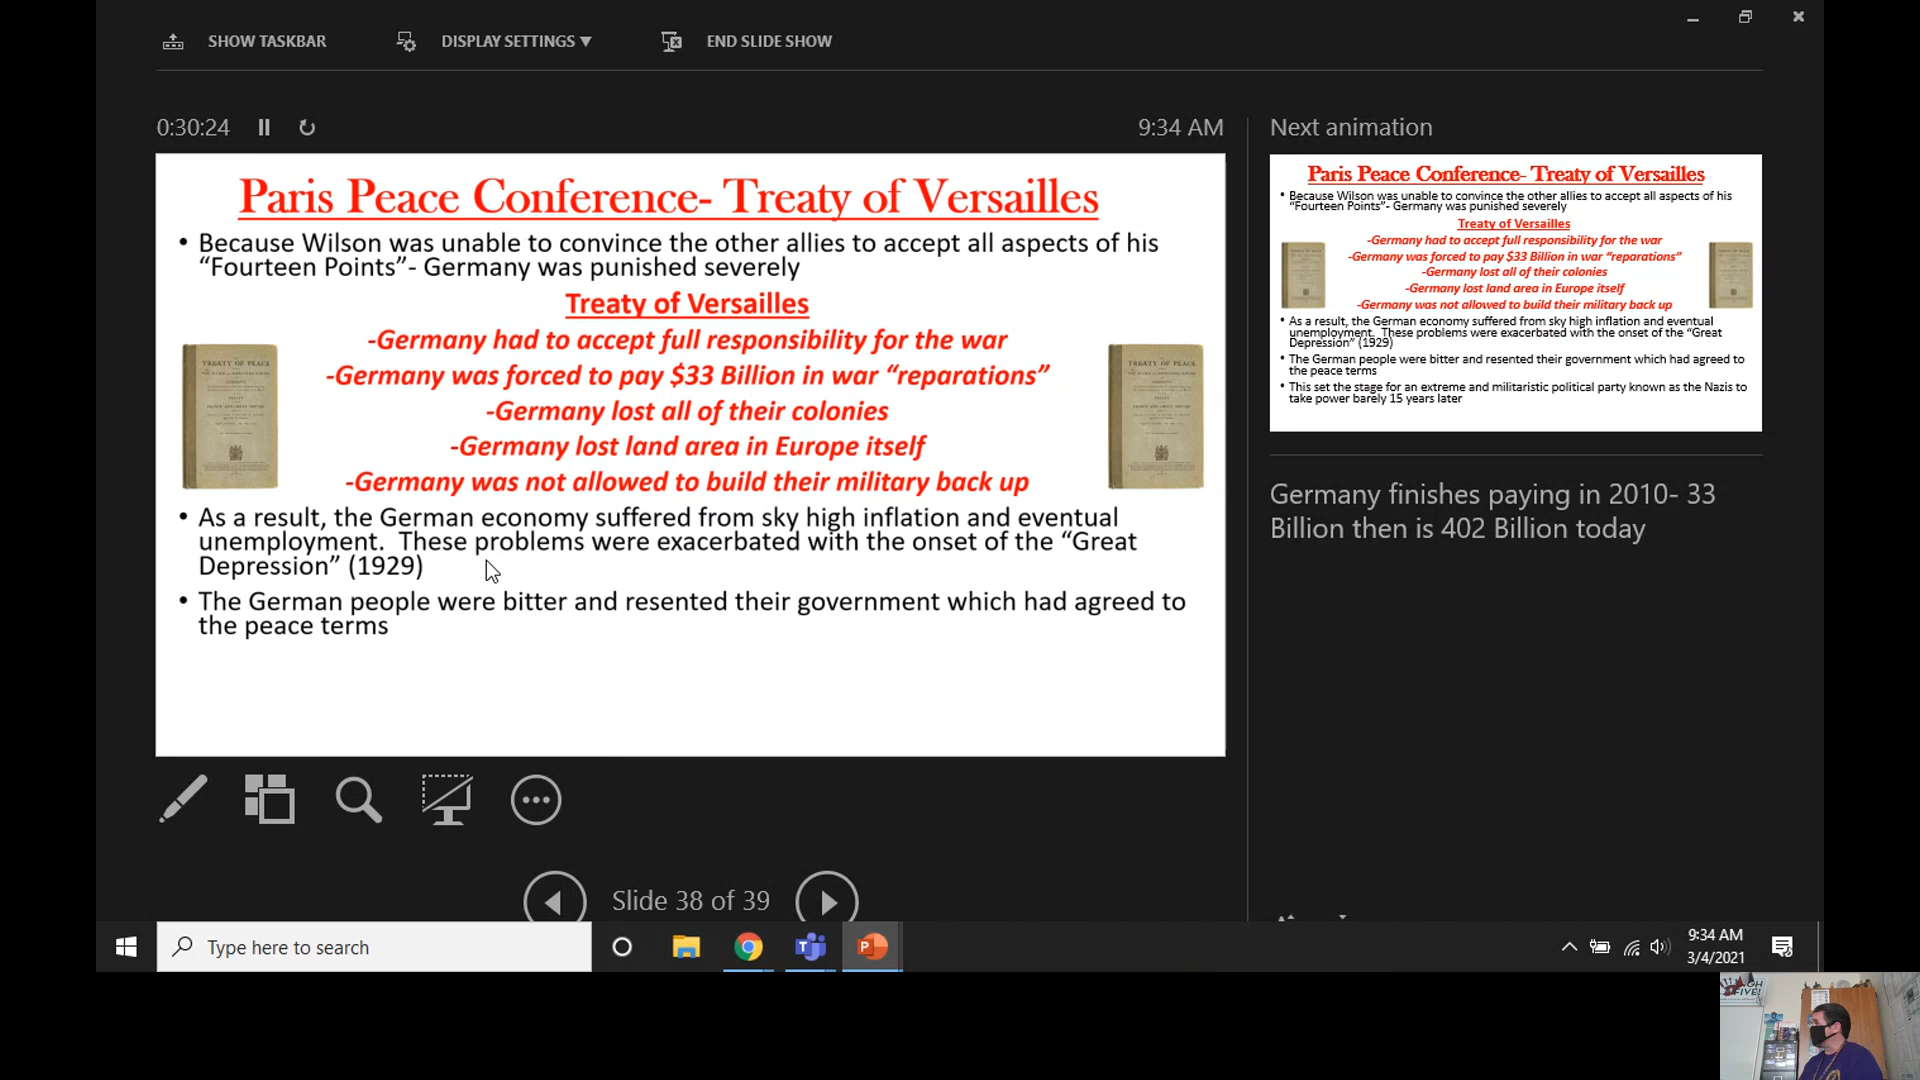 SHOW TASKBAR
DISPLAY SETTINGS ▼
END SLIDE SHOW
0:30:24
9:34 AM
Paris Peace Conference- Treaty of Versailles
• Because Wilson was unable to convince the other allies to accept all aspects of his
“Fourteen Points”- Germany was punished severely
Treaty of Versailles
-Germany had to accept full responsibility for the war
-Germany was forced to pay $33 Billion in war “reparations”
-Germany lost all of their colonies
-Germany lost land area in Europe itself
-Germany was not allowed to build their military back up
TREATY OF PEACE
TREATY OF PEACE
• As a result, the German economy suffered from sky high inflation and eventual
unemployment. These problems were exacerbated with the onset of the “Great
Depression” (1929)
• The German people were bitter and resented their government which had agreed to
the peace terms
Slide 38 of 39
Next animation
Paris Peace Conference- Treaty of Versailles
• Because Wilson was unable to convince the other allies to accept all aspects of his
“Fourteen Points”- Germany was punished severely
Treaty of Versailles
-Germany had to accept full responsibility for the war
-Germany was forced to pay $33 Billion in war “reparations”
-Germany lost all of their colonies
-Germany lost land area in Europe itself
-Germany was not allowed to build their military back up
• As a result, the German economy suffered from sky high inflation and eventual
unemployment. These problems were exacerbated with the onset of the “Great
Depression” (1929)
• The German people were bitter and resented their government which had agreed to
the peace terms
• This set the stage for an extreme and militaristic political party known as the Nazis to
take power barely 15 years later
Germany finishes paying in 2010- 33
Billion then is 402 Billion today
Type here to search
9:34 AM
3/4/2021
FIVE!